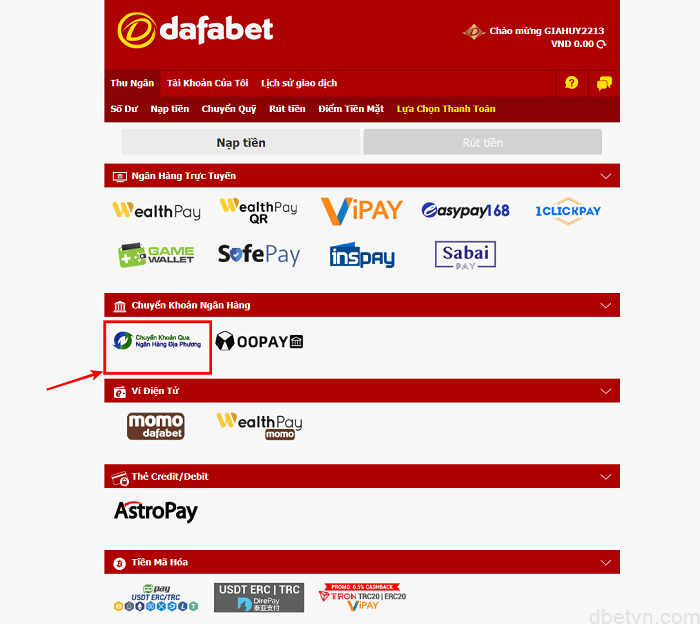 dafabet
Chào mừng GIAHUY2213
VND 0.00
Thu Ngân Tài Khoản Của Tôi Lịch sử giao dịch
?
Số Dư Nạp tiền Chuyển Quỹ Rút tiền Điểm Tiền Mặt Lựa Chọn Thanh Toán
Nạp tiền Rút tiền
Ngân Hàng Trực Tuyến
WealthPay WealthPay QR ViPAY Easypay168 1CLICKPAY
GAME WALLET SafePay inspay Sabai PAY
Chuyển Khoản Ngân Hàng
Chuyển Khoản Qua
Ngân Hàng Địa Phương
OOPAY
Ví Điện Tử
momo dafabet WealthPay momo
Thẻ Credit/Debit
AstroPay
Tiền Mã Hóa
pay USDT ERC/TRC
USDT ERC | TRC
DirePay
泰亚支付
PROMO: 0.5% CASHBACK
TRON TRC20 | ERC20
ViPAY
dbetvn.com